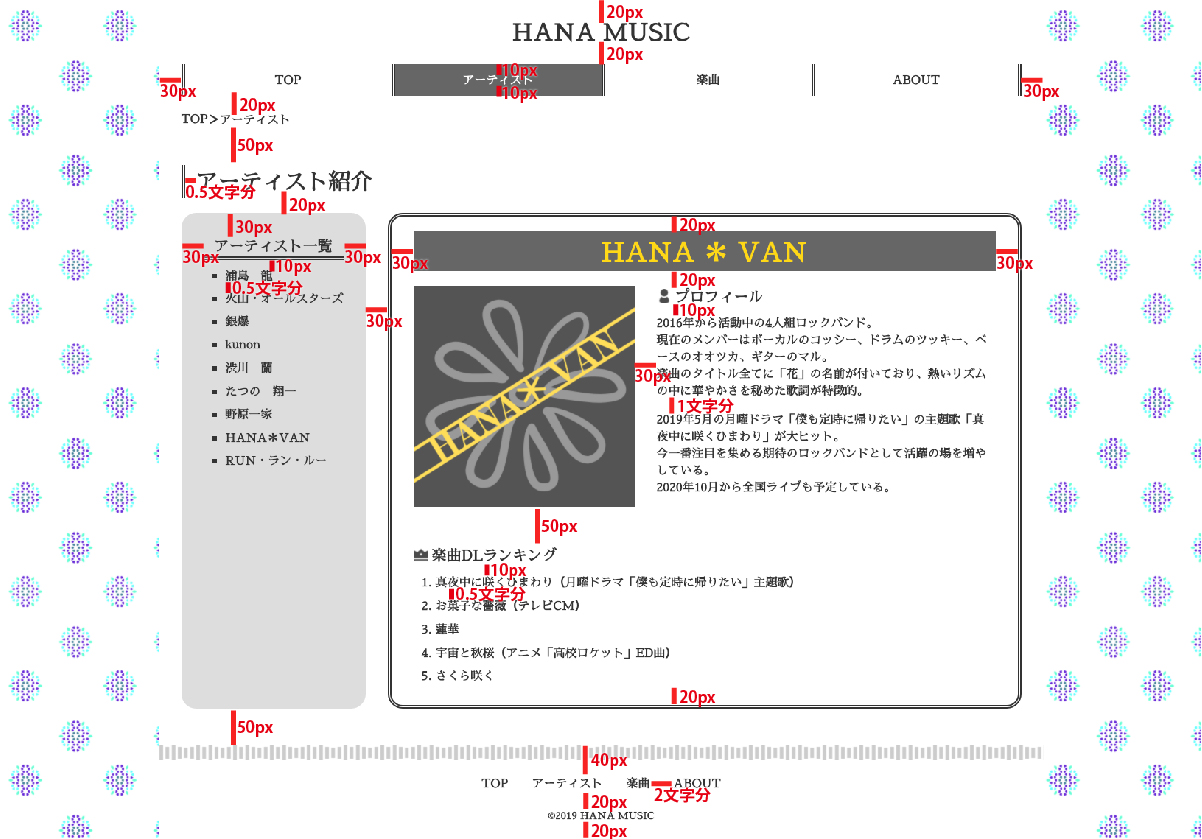 20px
HANA MUSIC
20px
TOP
アーティスト
楽曲
ABOUT
10px
10px
30px
30px
20px
TOP>アーティスト
50px
アーティスト紹介
0.5文字分
20px
30px
アーティスト一覧
30px
30px
10px
浦島　龍
0.5文字分
火山・オールスターズ
銀爆
kunon
渋川　蘭
たつの　翔一
野原一家
HANA＊VAN
RUN・ラン・ルー
30px
20px
HANA ＊ VAN
30px
30px
20px
HANA＊VAN
プロフィール
10px
2016年から活動中の4人組ロックバンド。
現在のメンバーはボーカルのコッシー、ドラムのツッキー、ベ
ースのオオツカ、ギターのマル。
30px
楽曲のタイトル全てに「花」の名前が付いており、熱いリズム
の中に華やかさを秘めた歌詞が特徴的。
1文字分
2019年5月の月曜ドラマ「僕も定時に帰りたい」の主題歌「真
夜中に咲くひまわり」が大ヒット。
今一番注目を集める期待のロックバンドとして活躍の場を増や
している。
2020年10月から全国ライブも予定している。
50px
楽曲DLランキング
10px
1. 真夜中に咲くひまわり（月曜ドラマ「僕も定時に帰りたい」主題歌）
0.5文字分
2. お菓子な薔薇（テレビCM）
3. 蓮華
4. 宇宙と秋桜（アニメ「高校ロケット」ED曲）
5. さくら咲く
20px
50px
40px
TOP
アーティスト
楽曲
ABOUT
2文字分
20px
©2019 HANA MUSIC
20px